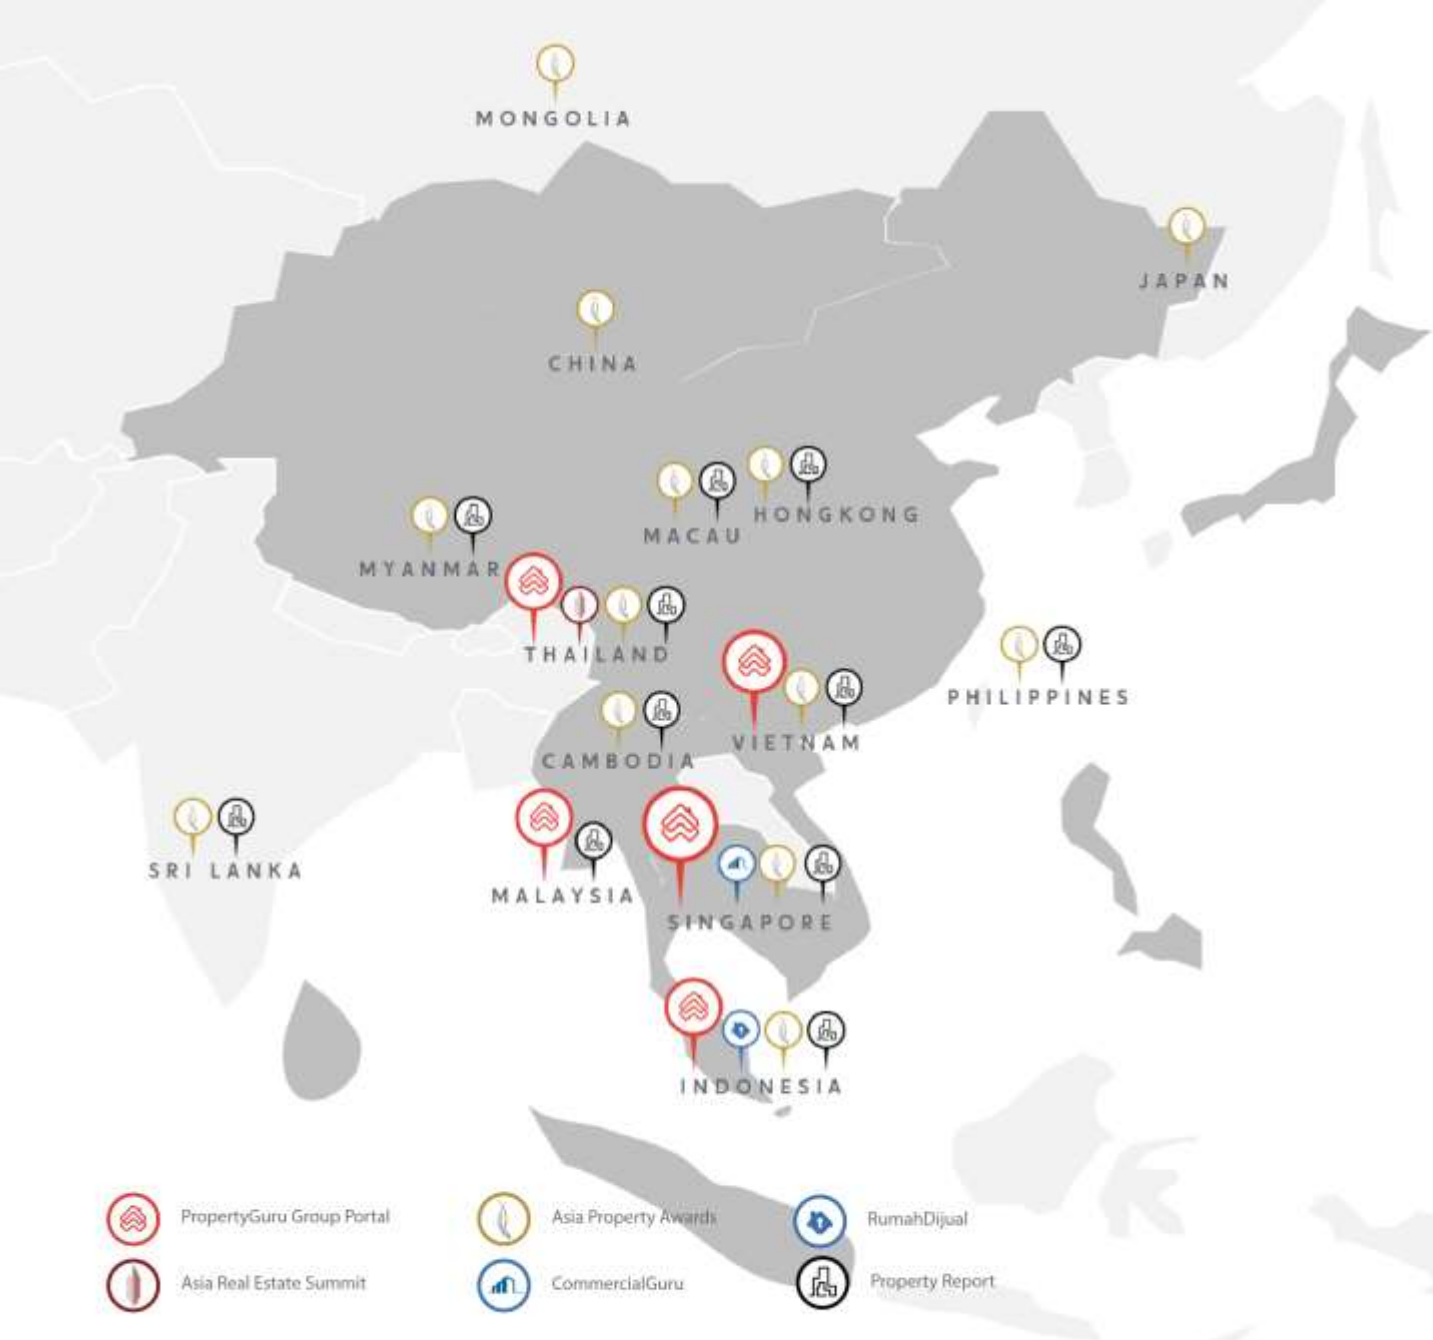 MONGOLIA
JAPAN
CHINA
HONGKONG
MACAU
MYANMAR
THAILAND
PHILIPPINES
VIETNAM
CAMBODIA
SRI LANKA
MALAYSIA
SINGAPORE
INDONESIA
PropertyGuru Group Portal
Asia Property Awards
RumahDijual
Asia Real Estate Summit
CommercialGuru
Property Report